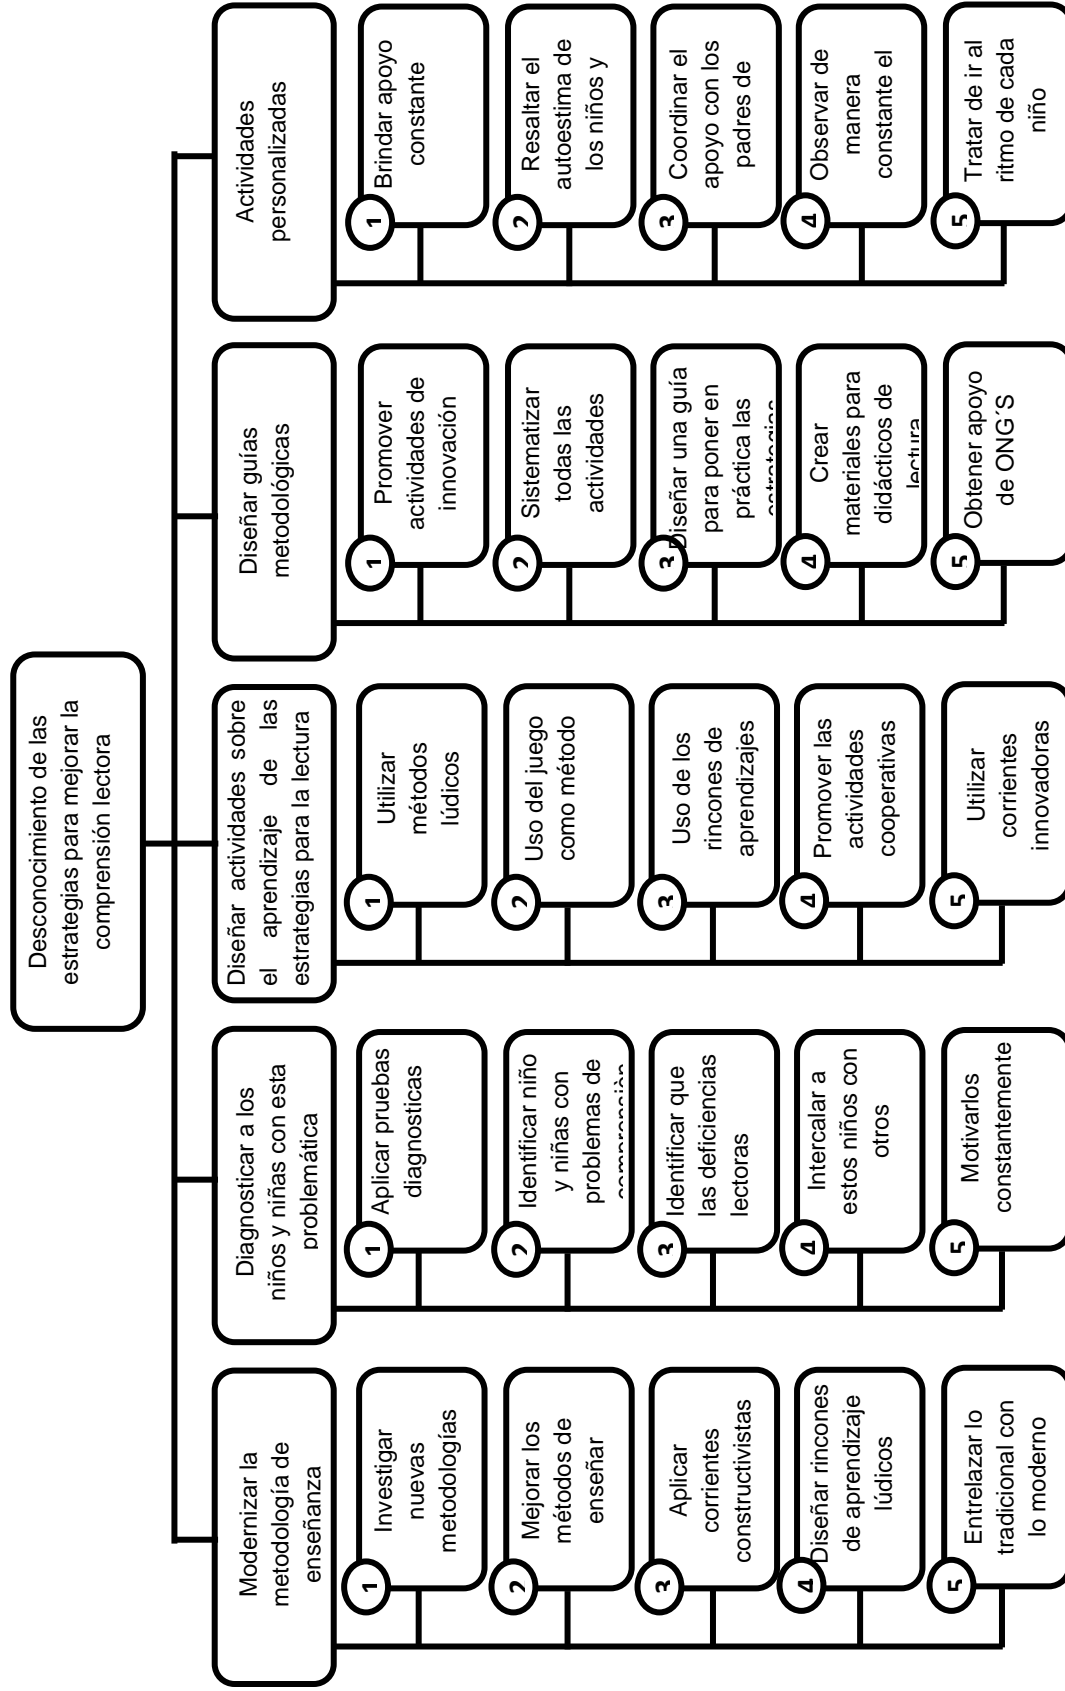 Desconocimiento de las
estrategias para mejorar la
comprensión lectora
Modernizar la
metodología de
enseñanza
1
Investigar
nuevas
metodologías
2
Mejorar los
métodos de
enseñar
3
Aplicar
corrientes
constructivistas
4
Diseñar rincones
de aprendizaje
lúdicos
5
Entrelazar lo
tradicional con
lo moderno
Diagnosticar a los
niños y niñas con esta
problemática
1
Aplicar pruebas
diagnosticas
2
Identificar niño
y niñas con
problemas de
comprensiòn
3
Identificar que
las deficiencias
lectoras
4
Intercalar a
estos niños con
otros
5
Motivarlos
constantemente
Diseñar actividades sobre
el aprendizaje de las
estrategias para la lectura
1
Utilizar
métodos
lúdicos
2
Uso del juego
como método
3
Uso de los
rincones de
aprendizajes
4
Promover las
actividades
cooperativas
5
Utilizar
corrientes
innovadoras
Diseñar guías
metodológicas
1
Promover
actividades de
innovación
2
Sistematizar
todas las
actividades
3
Diseñar una guía
para poner en
práctica las
estrategias
4
Crear
materiales para
didácticos de
lectura
5
Obtener apoyo
de ONG´S
Actividades
personalizadas
1
Brindar apoyo
constante
2
Resaltar el
autoestima de
los niños y
3
Coordinar el
apoyo con los
padres de
4
Observar de
manera
constante el
5
Tratar de ir al
ritmo de cada
niño